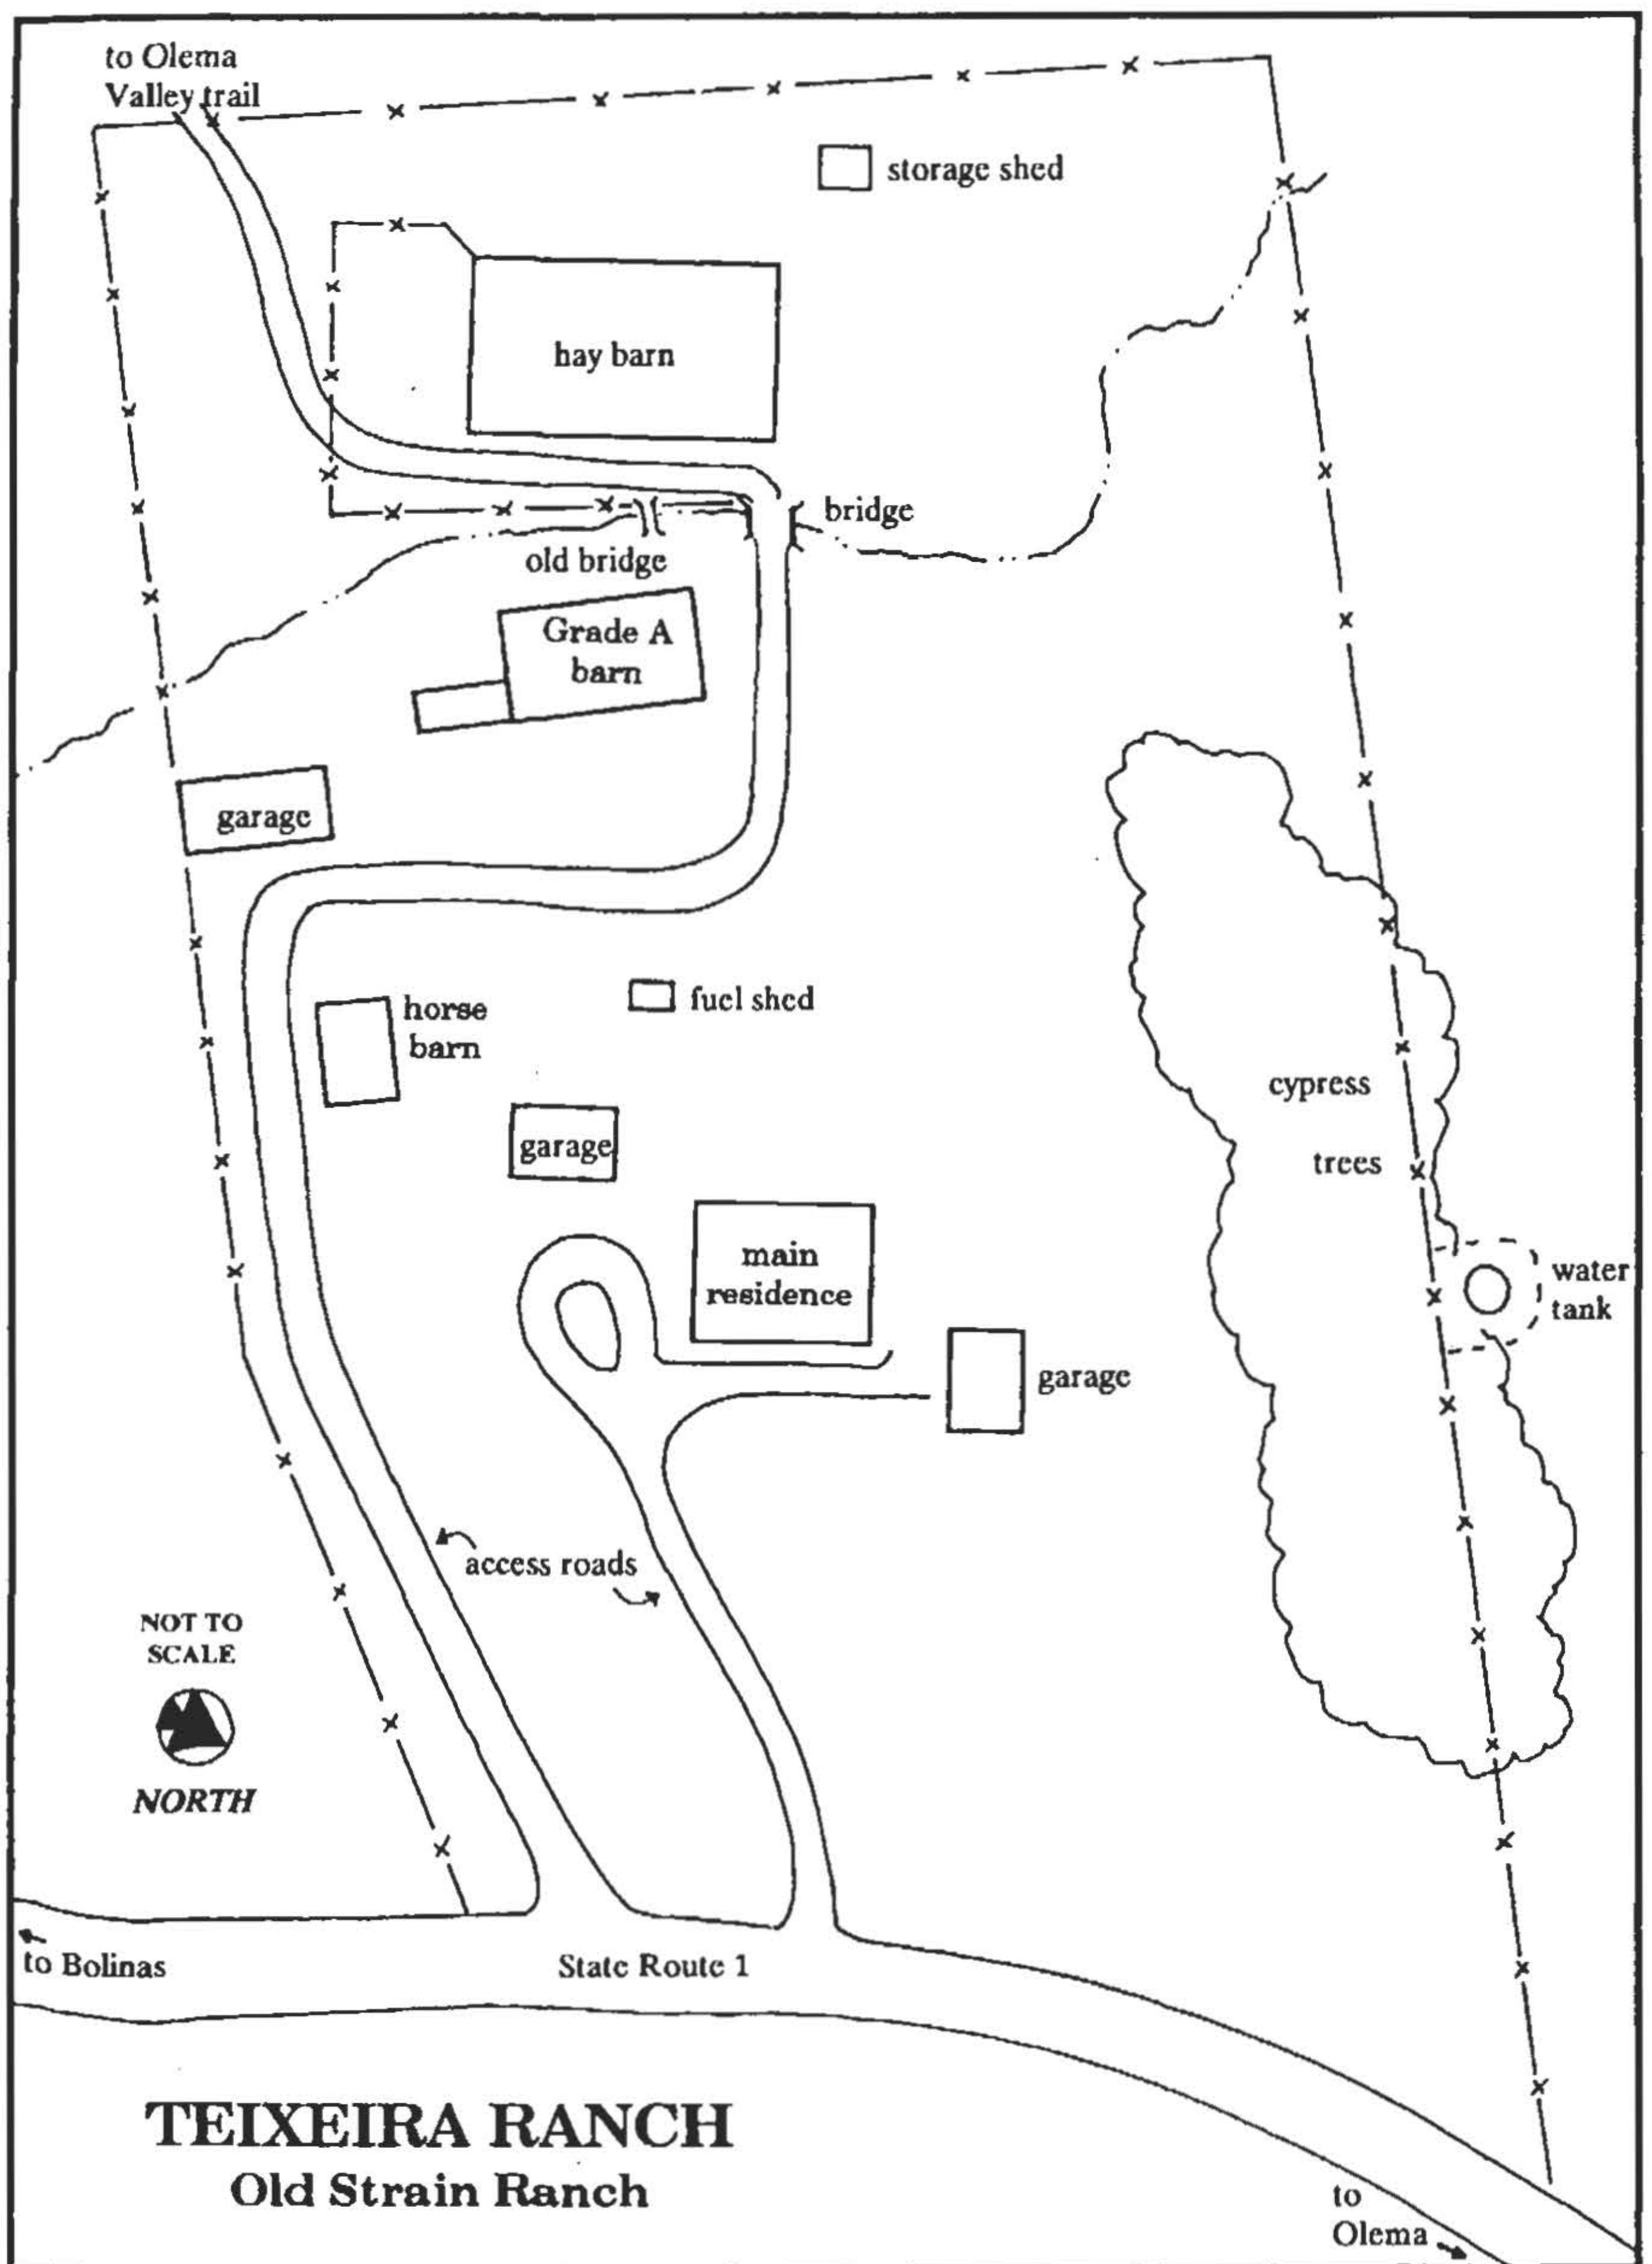 to Olema
Valley trail
storage shed
hay barn
bridge
old bridge
Grade A
barn
garage
horse
barn
fuel shed
cypress
trees
garage
main
residence
water
tank
garage
access roads
NOT TO
SCALE
NORTH
to Bolinas
State Route 1
TEIXEIRA RANCH
Old Strain Ranch
to
Olema